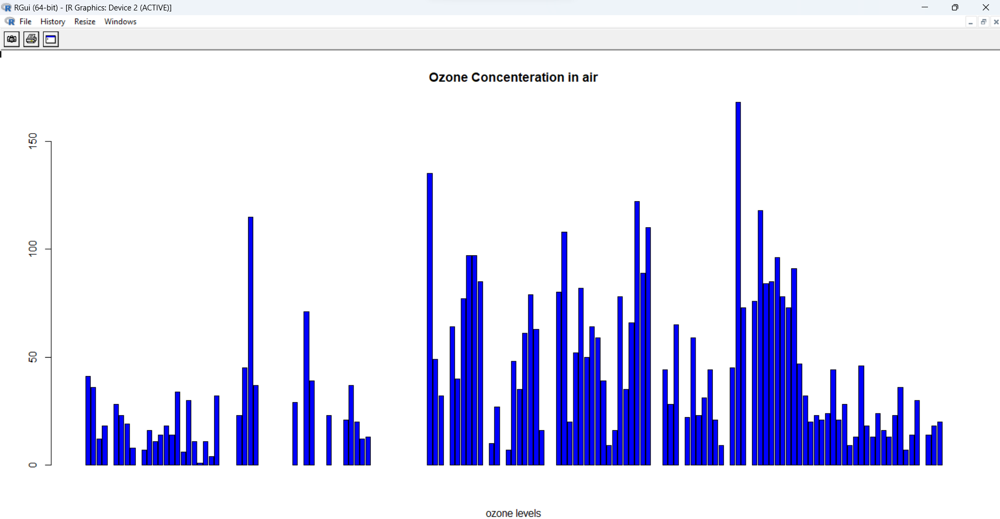 RGui (64-bit) - [R Graphics: Device 2 (ACTIVE)]
File History Resize Windows
Ozone Concenteration in air
150
100
50
0
ozone levels